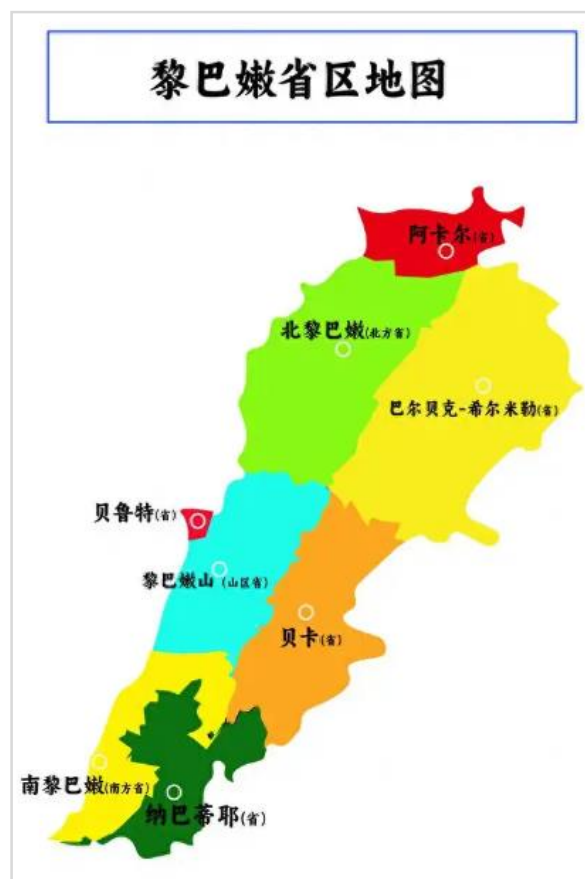 黎巴嫩省区地图
阿卡尔(省)
北黎巴嫩(北方省)
巴尔贝克-希尔米勒(省)
贝鲁特(省)
黎巴嫩山 (山区省)
贝卡(省)
南黎巴嫩(南方省)
纳巴蒂耶(省)